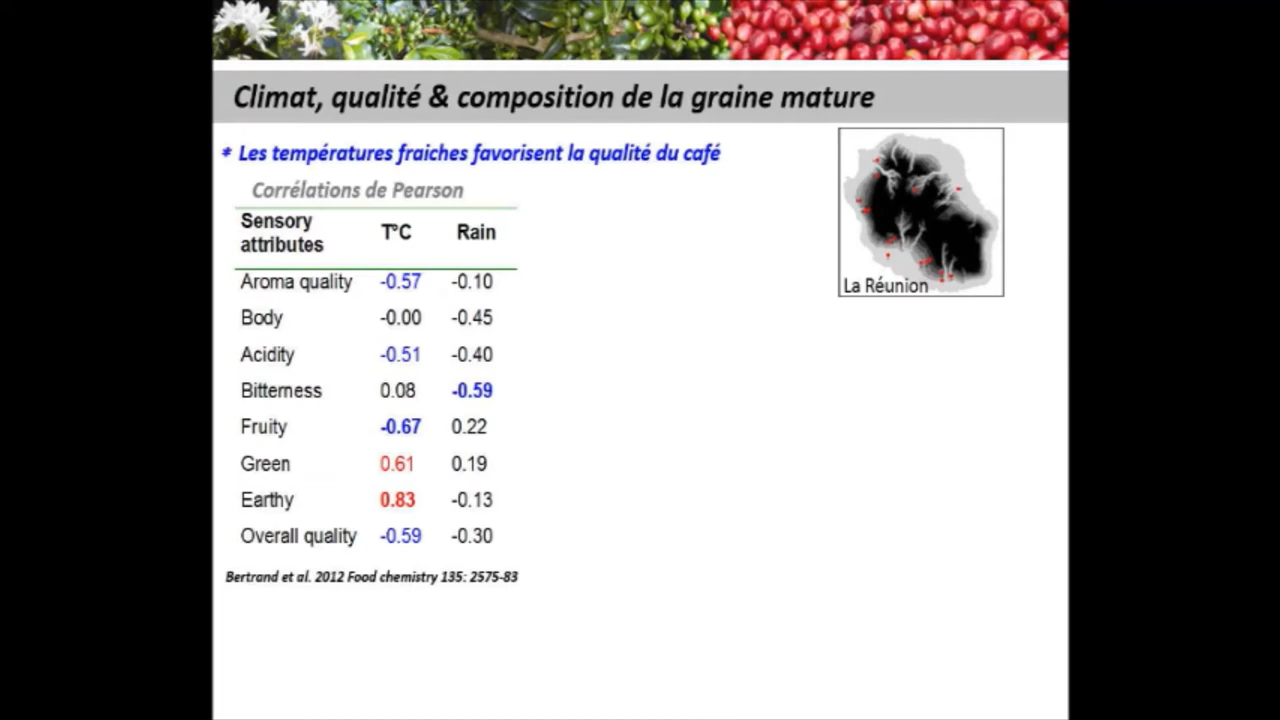 Climat, qualité & composition de la graine mature
* Les températures fraiches favorisent la qualité du café
Corrélations de Pearson
Sensory attributes T°C Rain
Aroma quality -0.57 -0.10
Body -0.00 -0.45
Acidity -0.51 -0.40
Bitterness 0.08 -0.59
Fruity -0.67 0.22
Green 0.61 0.19
Earthy 0.83 -0.13
Overall quality -0.59 -0.30
Bertrand et al. 2012 Food chemistry 135: 2575-83
La Réunion